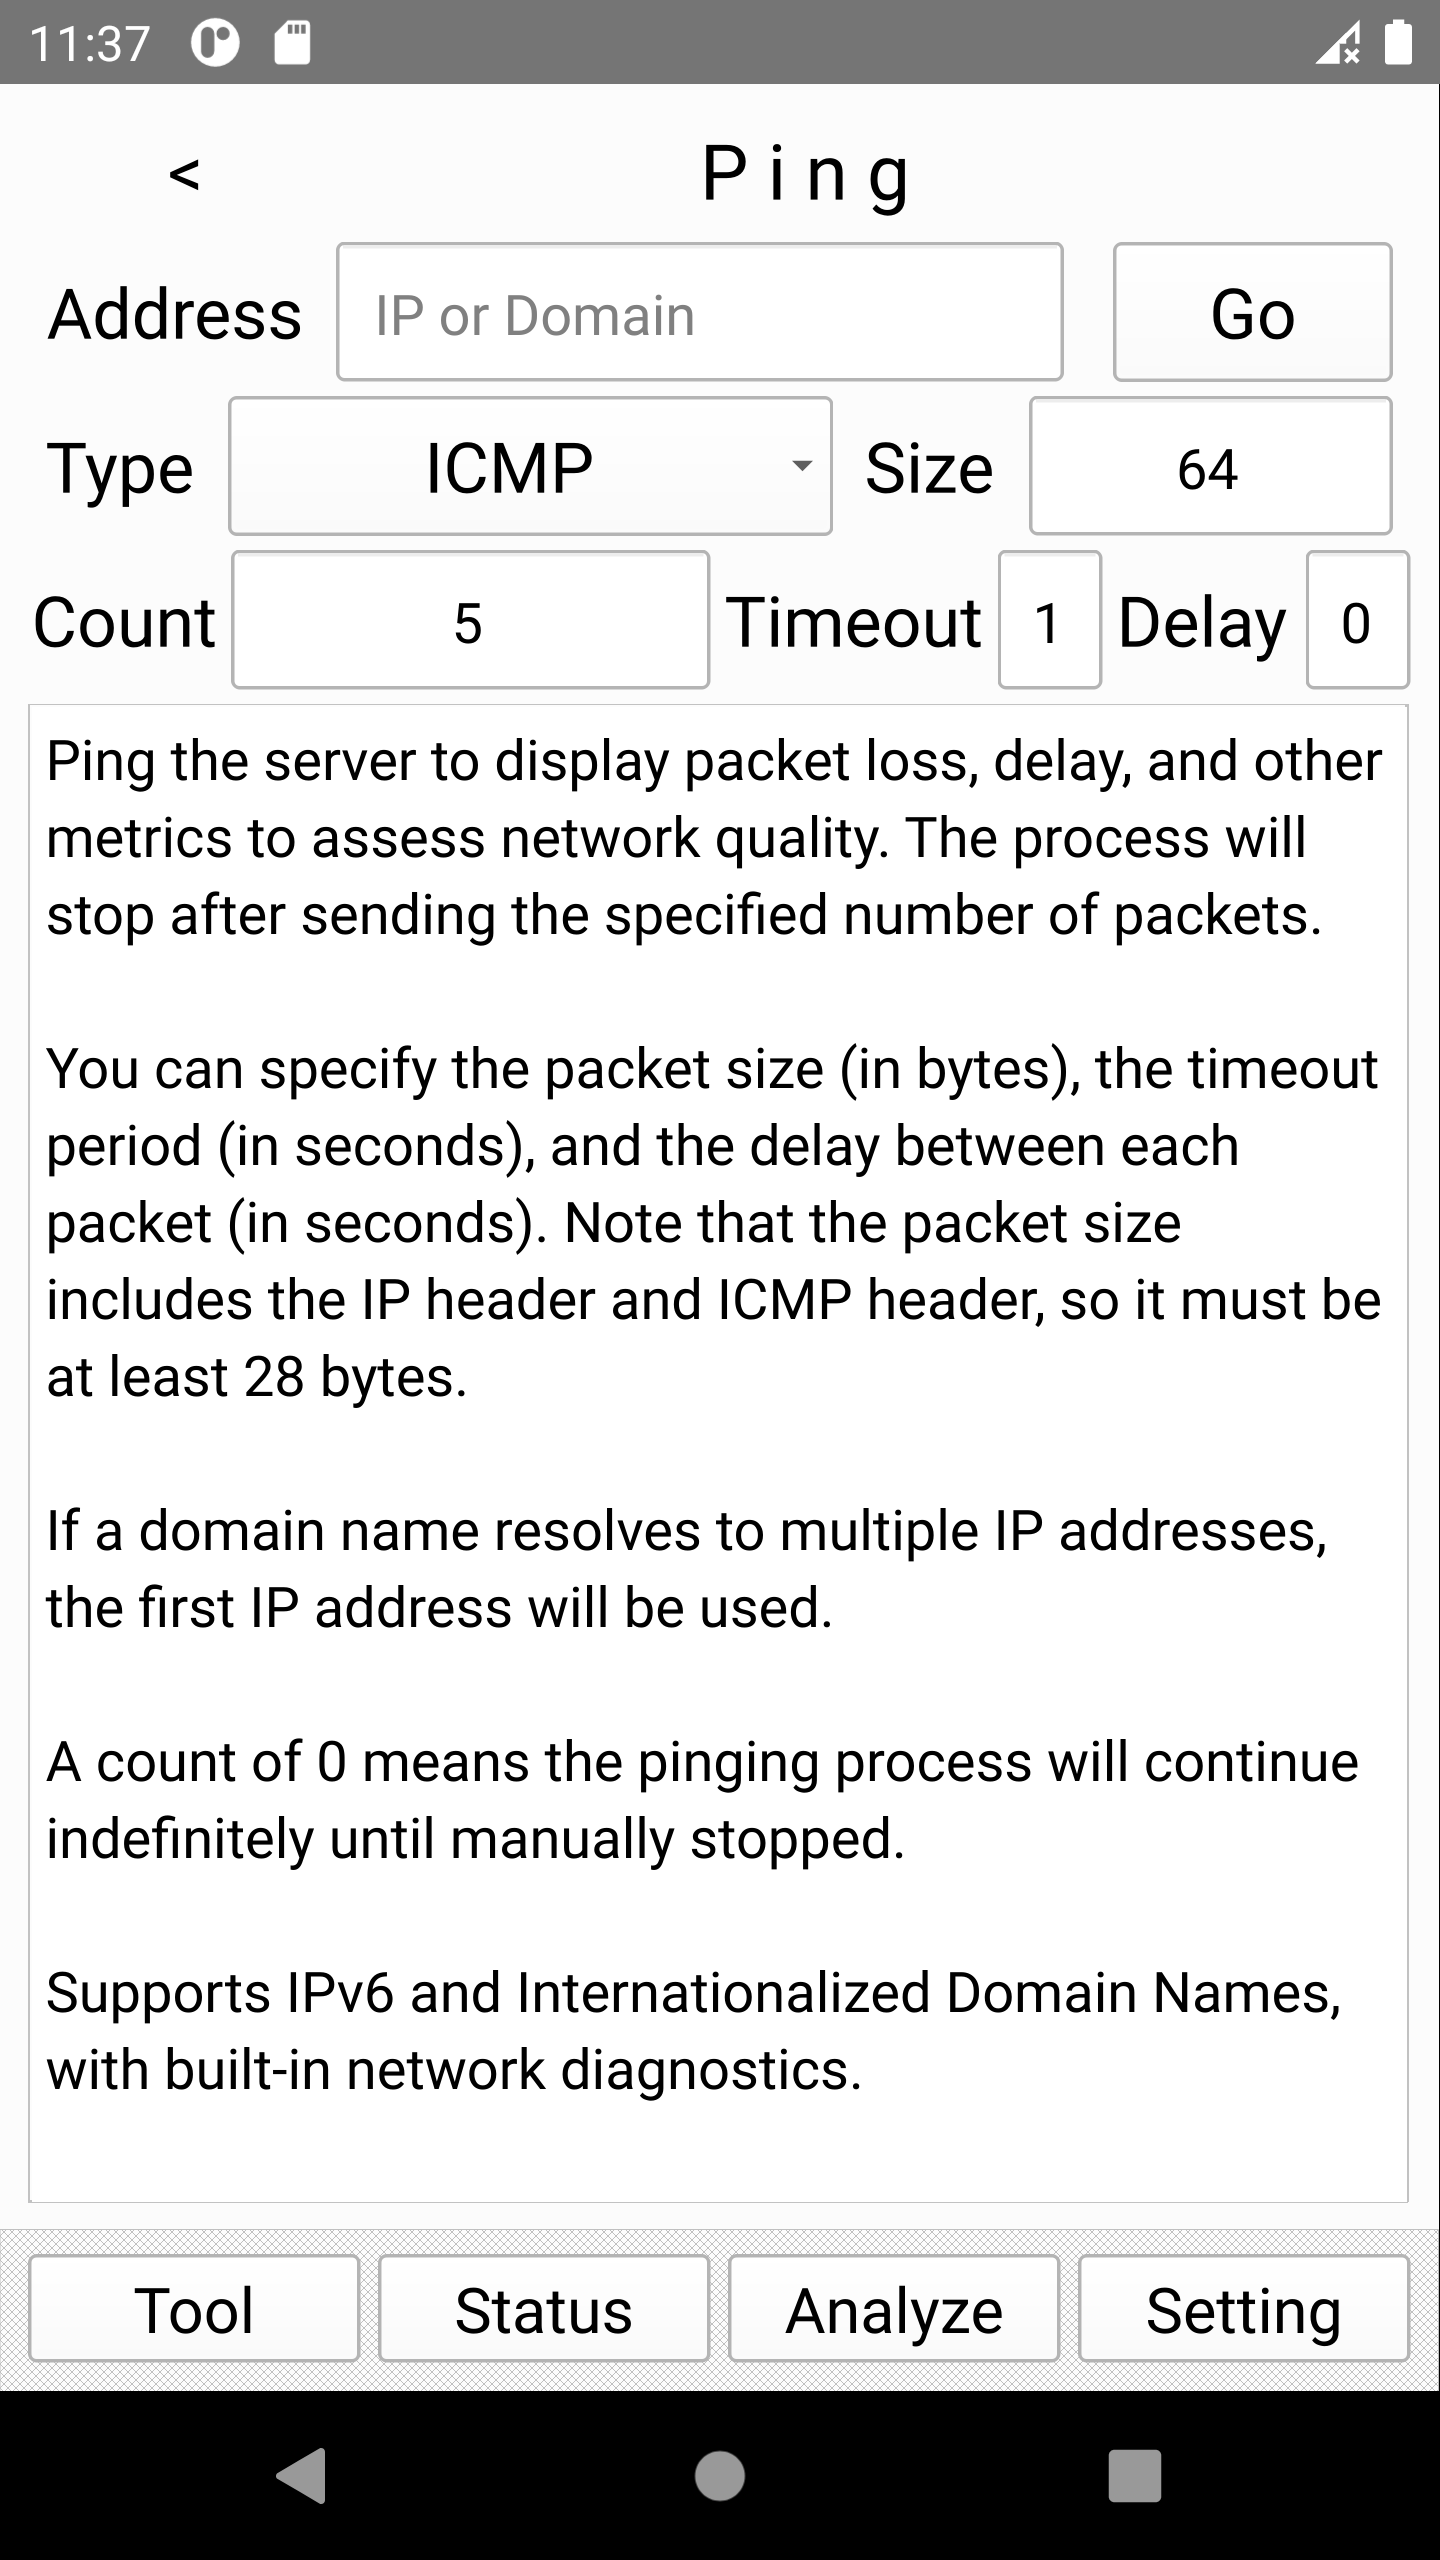 11:37
< Ping
Address IP or Domain Go
Type ICMP Size 64
Count 5 Timeout 1 Delay 0
Ping the server to display packet loss, delay, and other
metrics to assess network quality. The process will
stop after sending the specified number of packets.
You can specify the packet size (in bytes), the timeout
period (in seconds), and the delay between each
packet (in seconds). Note that the packet size
includes the IP header and ICMP header, so it must be
at least 28 bytes.
If a domain name resolves to multiple IP addresses,
the first IP address will be used.
A count of 0 means the pinging process will continue
indefinitely until manually stopped.
Supports IPv6 and Internationalized Domain Names,
with built-in network diagnostics.
Tool Status Analyze Setting